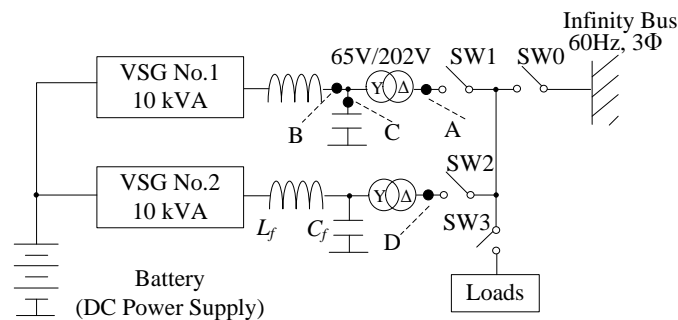 Infinity Bus
60Hz, 3Φ
65V/202V
SW1
SW0
VSG No.1
10 kVA
Y Δ
B
C
A
VSG No.2
10 kVA
SW2
Y Δ
SW3
L_f
C_f
D
Battery
(DC Power Supply)
Loads